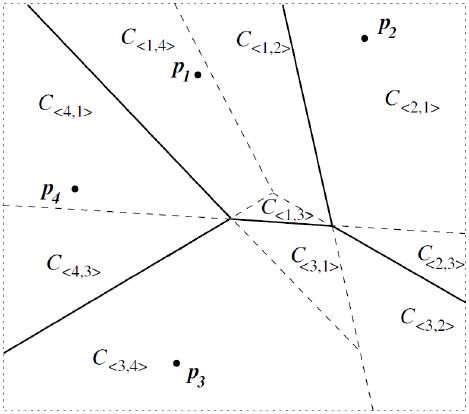 p2
C<1,4>
C<1,2>
p1
C<4,1>
C<2,1>
p4
C<1,3>
C<4,3>
C<3,1>
C<2,3>
C<3,2>
C<3,4>
p3